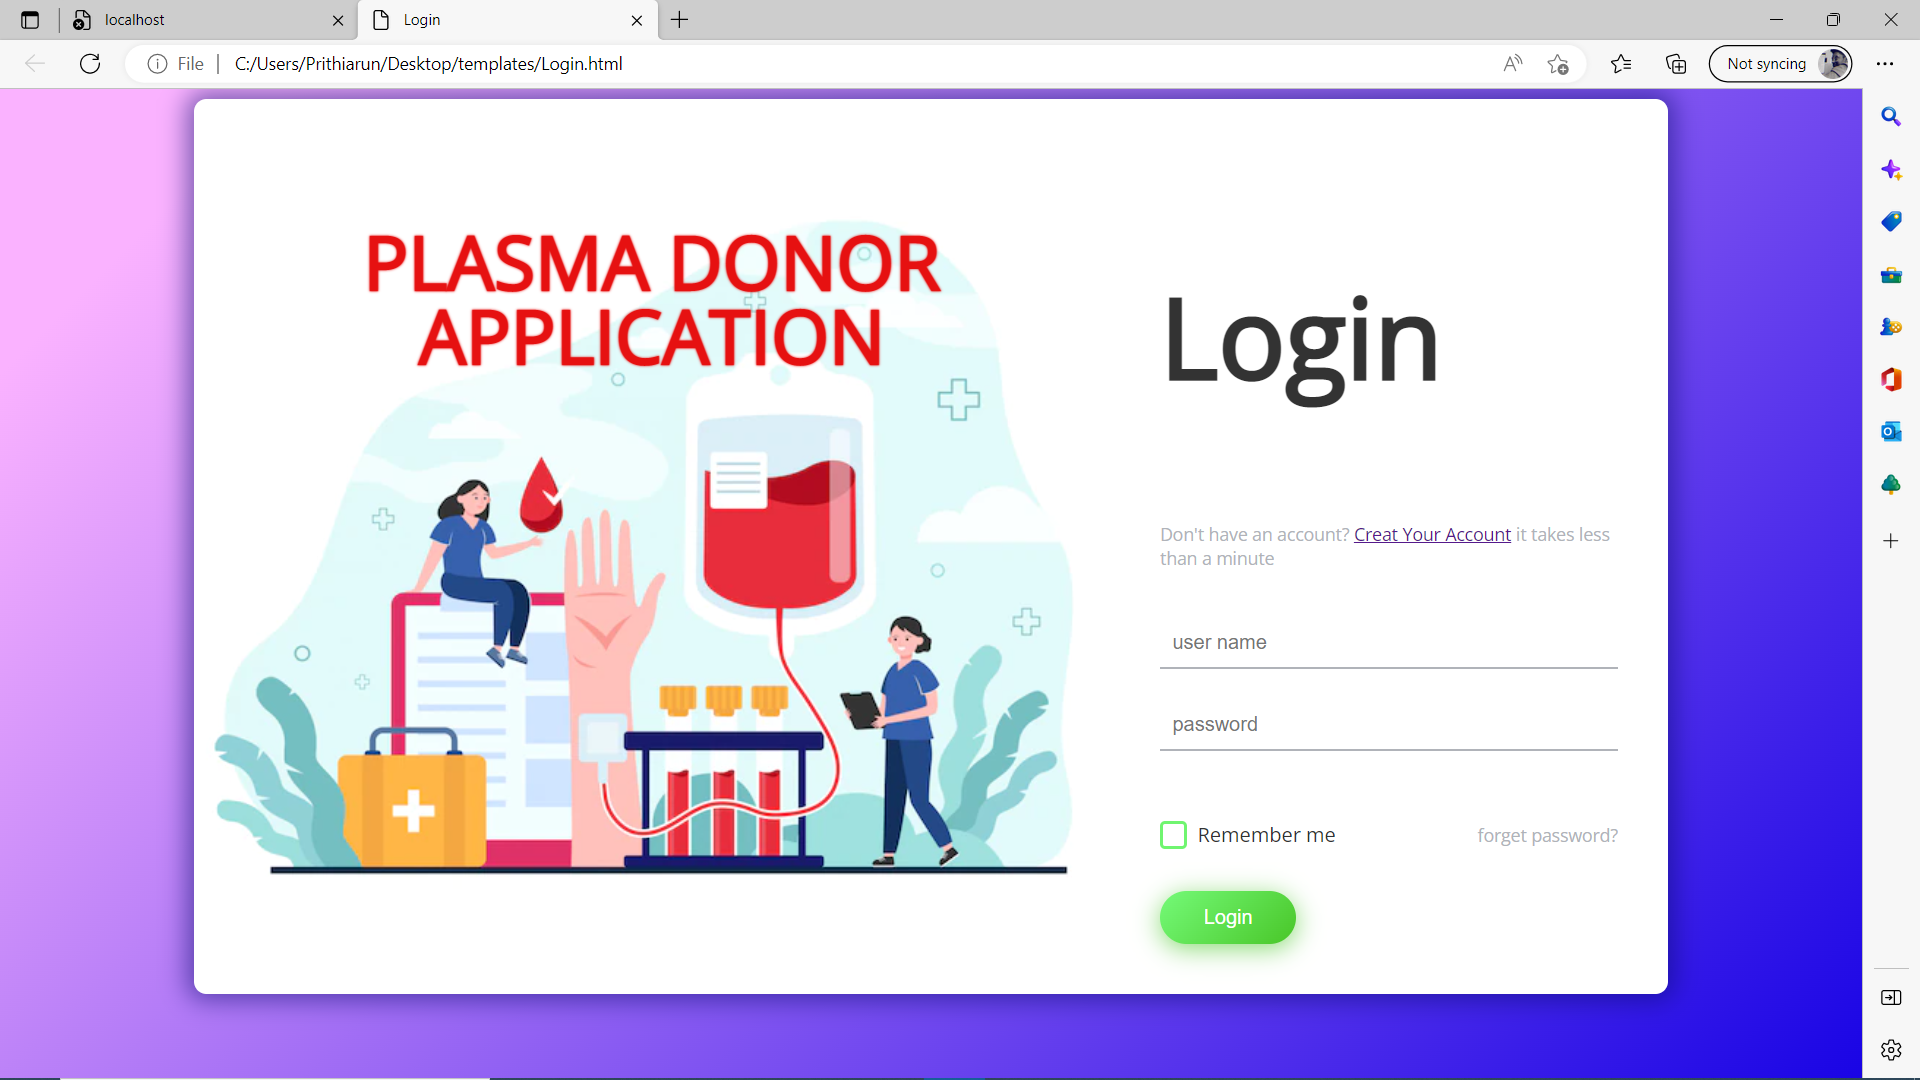 localhost
Login
File
C:/Users/Prithiarun/Desktop/templates/Login.html
Not syncing
PLASMA DONOR
APPLICATION
Login
Don't have an account? Creat Your Account it takes less
than a minute
user name
password
Remember me
forget password?
Login